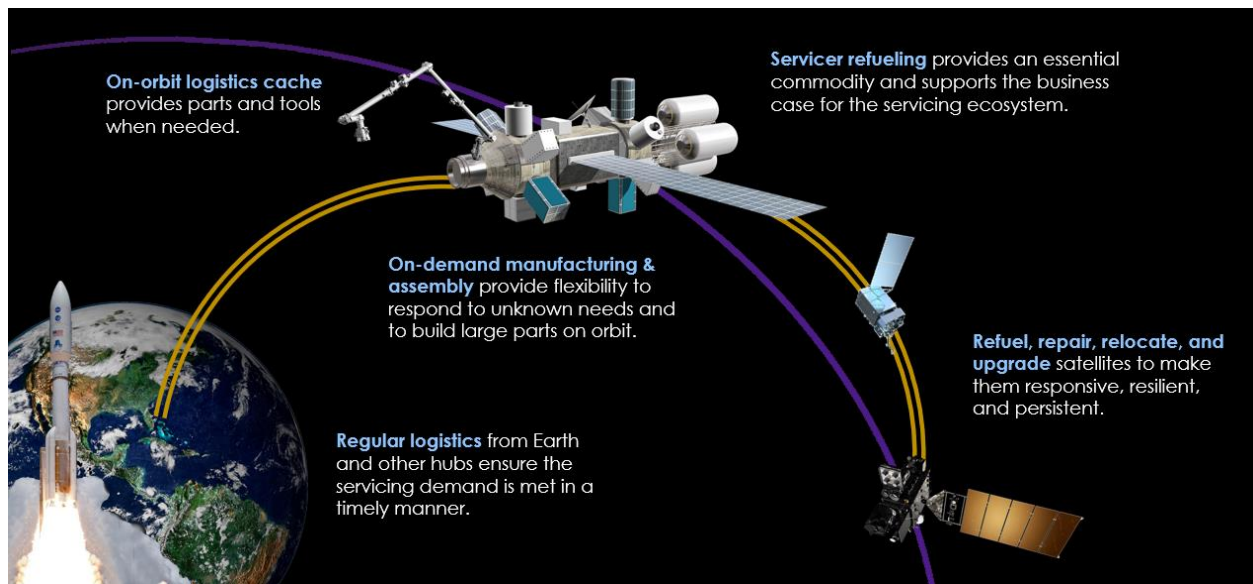 On-orbit logistics cache
provides parts and tools
when needed.
Servicer refueling provides an essential
commodity and supports the business
case for the servicing ecosystem.
On-demand manufacturing &
assembly provide flexibility to
respond to unknown needs and
to build large parts on orbit.
Refuel, repair, relocate, and
upgrade satellites to make
them responsive, resilient,
and persistent.
Regular logistics from Earth
and other hubs ensure the
servicing demand is met in a
timely manner.